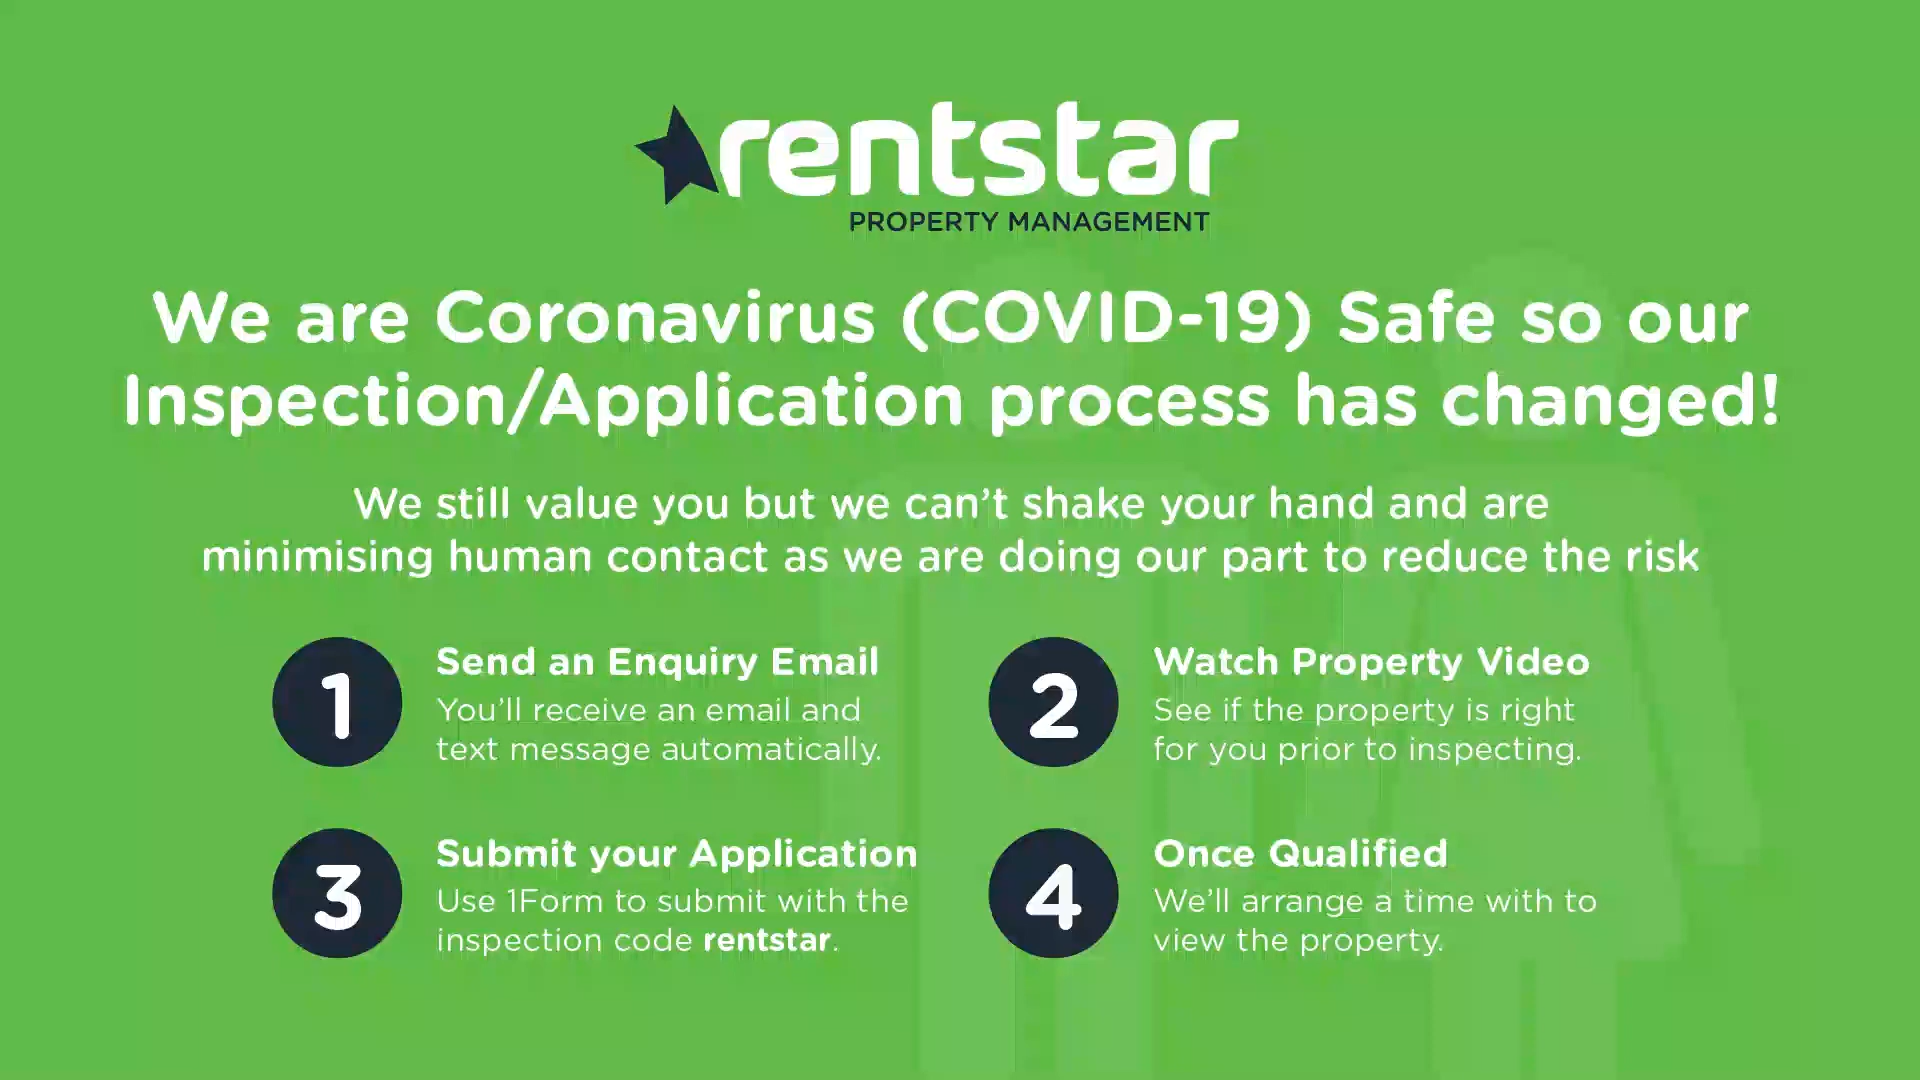 rentstar
PROPERTY MANAGEMENT
We are Coronavirus (COVID-19) Safe so our
Inspection/Application process has changed!
We still value you but we can't shake your hand and are
minimising human contact as we are doing our part to reduce the risk
1
Send an Enquiry Email
You'll receive an email and
text message automatically.
2
Watch Property Video
See if the property is right
for you prior to inspecting.
3
Submit your Application
Use 1Form to submit with the
inspection code rentstar.
4
Once Qualified
We'll arrange a time with to
view the property.